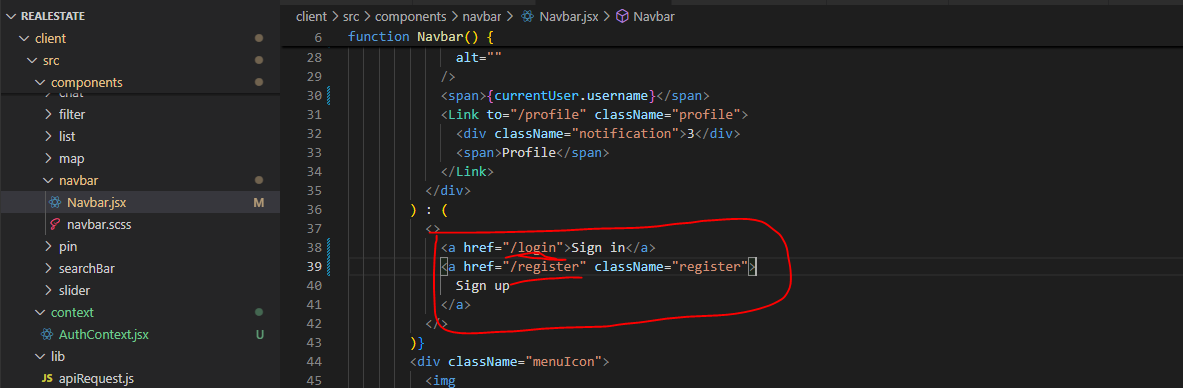 REALESTATE
client
src
components
chat
filter
list
map
navbar
Navbar.jsx M
navbar.scss
pin
searchBar
slider
context
AuthContext.jsx U
lib
JS apiRequest.js
client > src > components > navbar > Navbar.jsx > Navbar
6 function Navbar() {
28 alt=""
29 />
30 <span>{currentUser.username}</span>
31 <Link to="/profile" className="profile">
32 <div className="notification">3</div>
33 <span>Profile</span>
34 </Link>
35 </div>
36 ) : (
37 <>
38 <a href="/login">Sign in</a>
39 <a href="/register" className="register">
40 Sign up
41 </a>
42 </>
43 )}
44 <div className="menuIcon">
45 <img